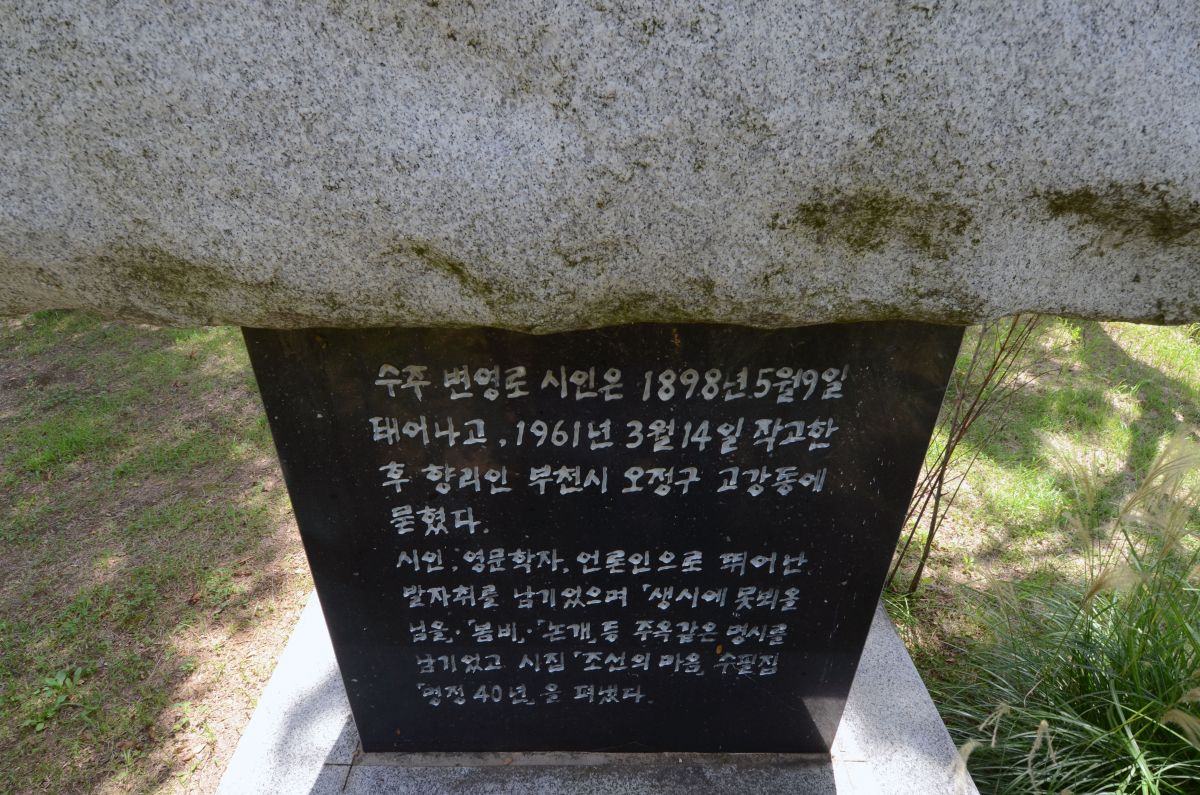 수주 변영로 시인은 1898년 5월9일
태어나고, 1961년 3월14일 작고한
후 향리인 부천시 오정구 고강동에
묻혔다.
시인, 영문학자, 언론인으로 뛰어난
발자취를 남기었으며 「생시에 못뵈올
님을」·「봄비」·「논개」 등 주옥같은 명시를
남기었고 시집 「조선의 마음」, 수필집
「명정 40년」을 펴냈다.